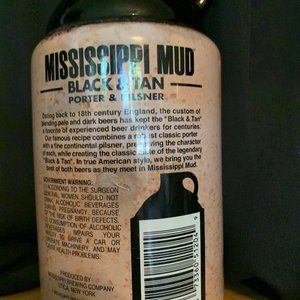 MISSISSIPPI MUD
BLACK & TAN
PORTER & PILSNER
Dating back to 18th century England, the custom of
blending pale and dark beers has kept the "Black & Tan"
a favorite of experienced beer drinkers for centuries.
Our famous recipe combines a robust classic porter
with a fine continental pilsner, preserving the character
of each, while creating the classic taste of the legendary
"Black & Tan". In true American style, we bring you the
best of both beers as they meet in Mississippi Mud.
GOVERNMENT WARNING:
(1) ACCORDING TO THE SURGEON
GENERAL, WOMEN SHOULD NOT
DRINK ALCOHOLIC BEVERAGES
DURING PREGNANCY BECAUSE
OF THE RISK OF BIRTH DEFECTS.
(2) CONSUMPTION OF ALCOHOLIC
BEVERAGES IMPAIRS YOUR
ABILITY TO DRIVE A CAR OR
OPERATE MACHINERY, AND MAY
CAUSE HEALTH PROBLEMS.
PRODUCED BY
MISSISSIPPI BREWING COMPANY
UTICA, NEW YORK